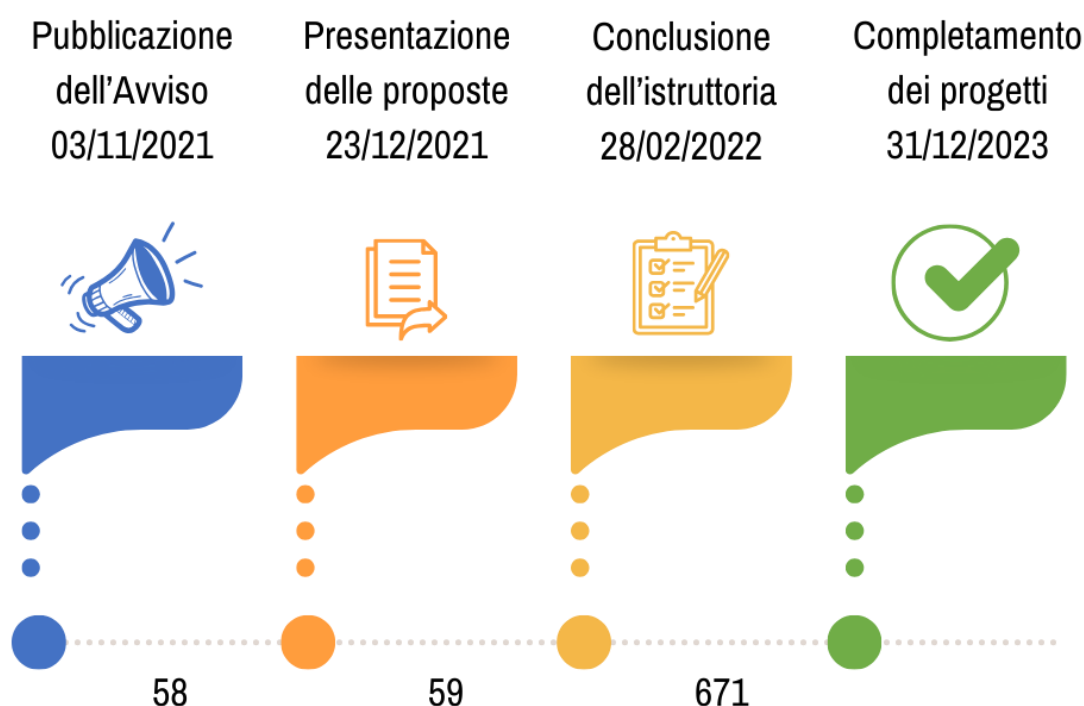 Pubblicazione
dell’Avviso
03/11/2021
Presentazione
delle proposte
23/12/2021
Conclusione
dell’istruttoria
28/02/2022
Completamento
dei progetti
31/12/2023
58
59
671